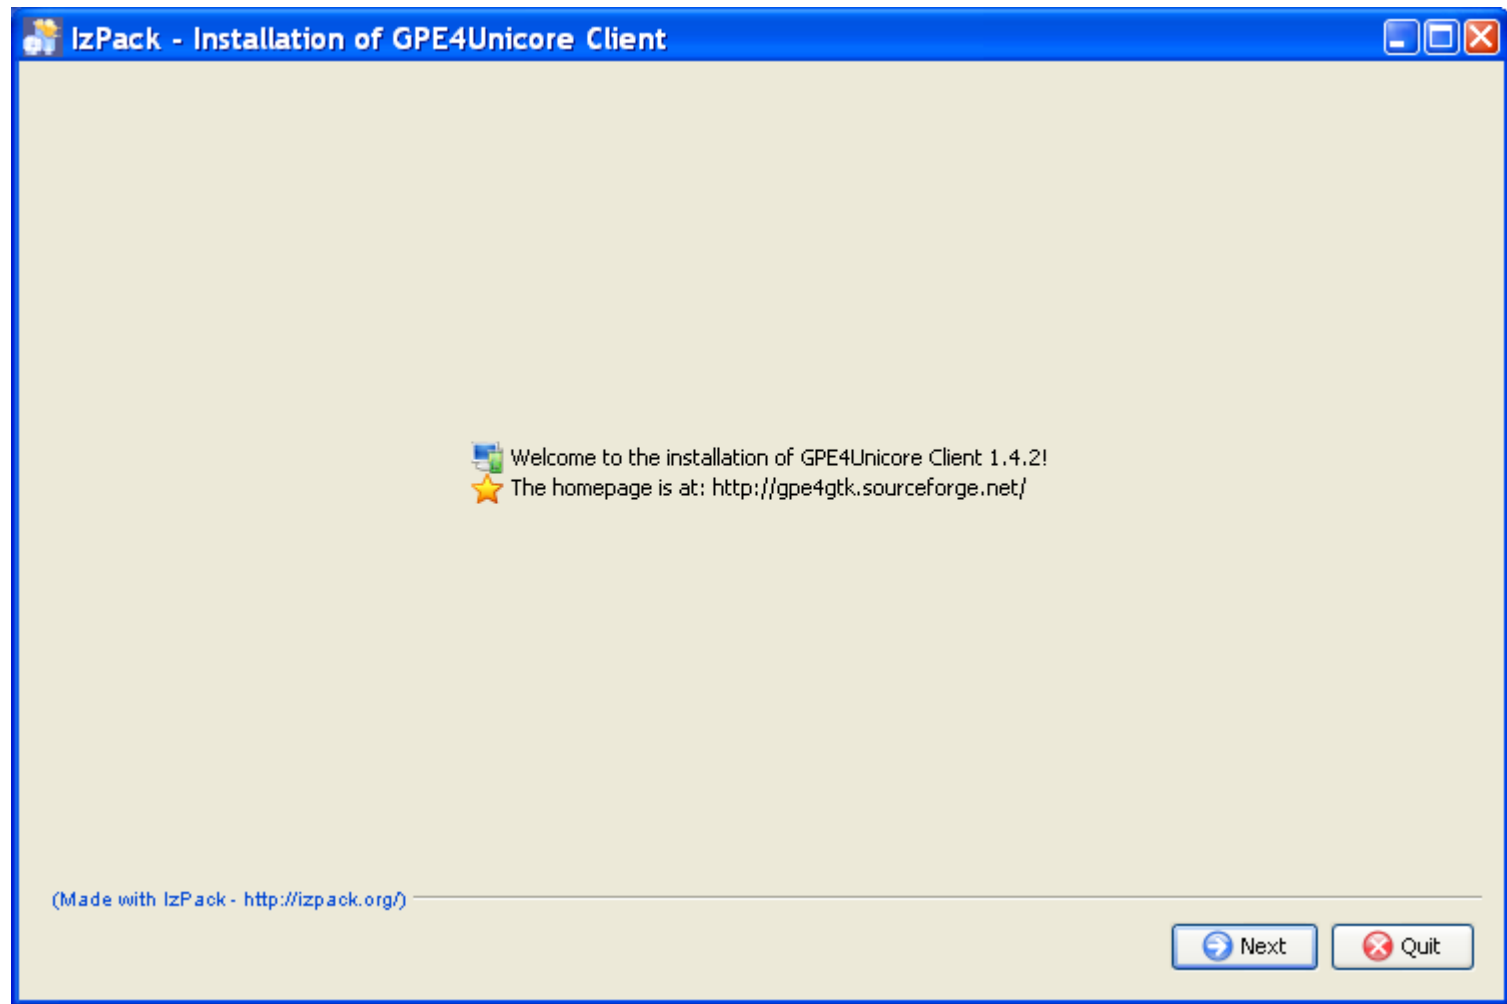 IzPack - Installation of GPE4Unicore Client
Welcome to the installation of GPE4Unicore Client 1.4.2!
The homepage is at: http://gpe4gtk.sourceforge.net/
(Made with IzPack - http://izpack.org/)
Next Quit